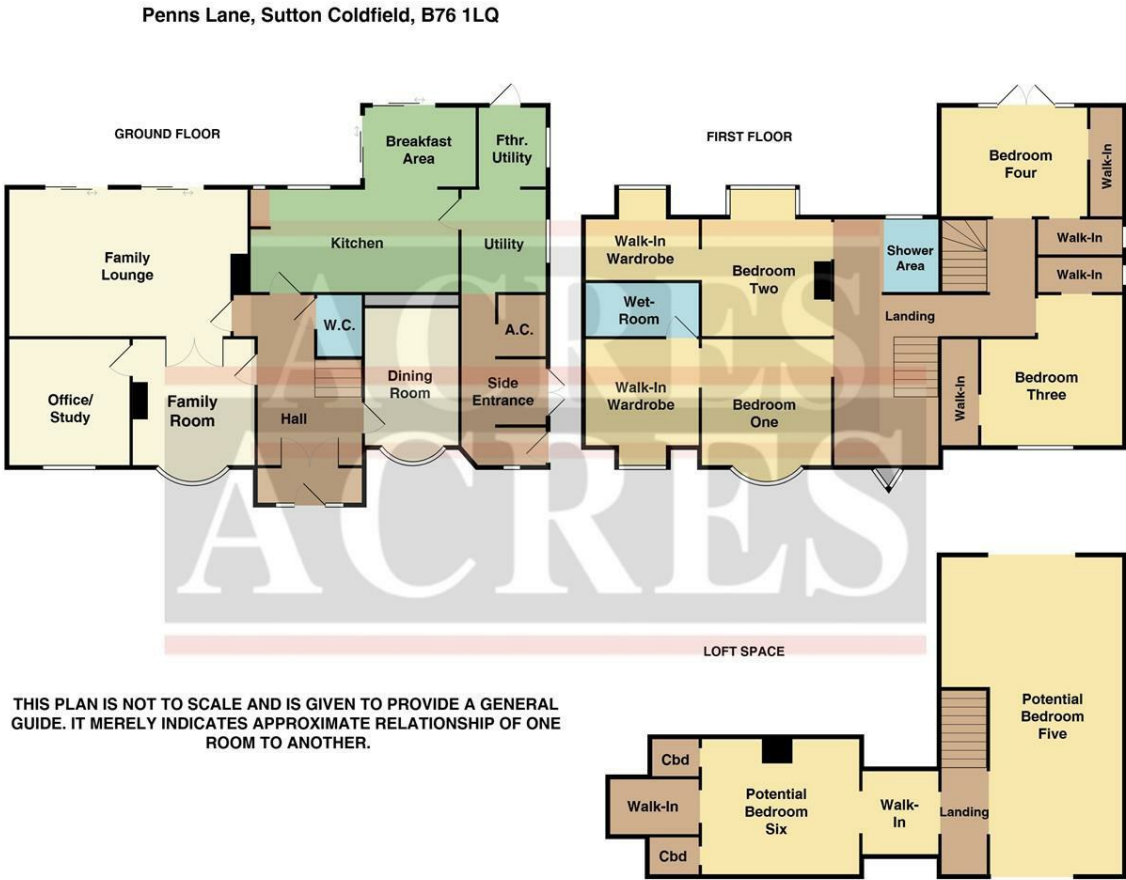 Penns Lane, Sutton Coldfield, B76 1LQ
GROUND FLOOR
Breakfast
Area
Fthr.
Utility
Family
Lounge
Kitchen
Utility
W.C.
A.C.
Office/
Study
Family
Room
Hall
Dining
Room
Side
Entrance
FIRST FLOOR
Bedroom
Four
Walk-In
Walk-In
Wardrobe
Bedroom
Two
Shower
Area
Walk-In
Walk-In
Wet-
Room
Landing
Walk-In
Wardrobe
Bedroom
One
Walk-In
Bedroom
Three
ACRES
ACRES
LOFT SPACE
THIS PLAN IS NOT TO SCALE AND IS GIVEN TO PROVIDE A GENERAL
GUIDE. IT MERELY INDICATES APPROXIMATE RELATIONSHIP OF ONE
ROOM TO ANOTHER.
Potential
Bedroom
Five
Cbd
Walk-In
Cbd
Potential
Bedroom
Six
Walk-
In
Landing